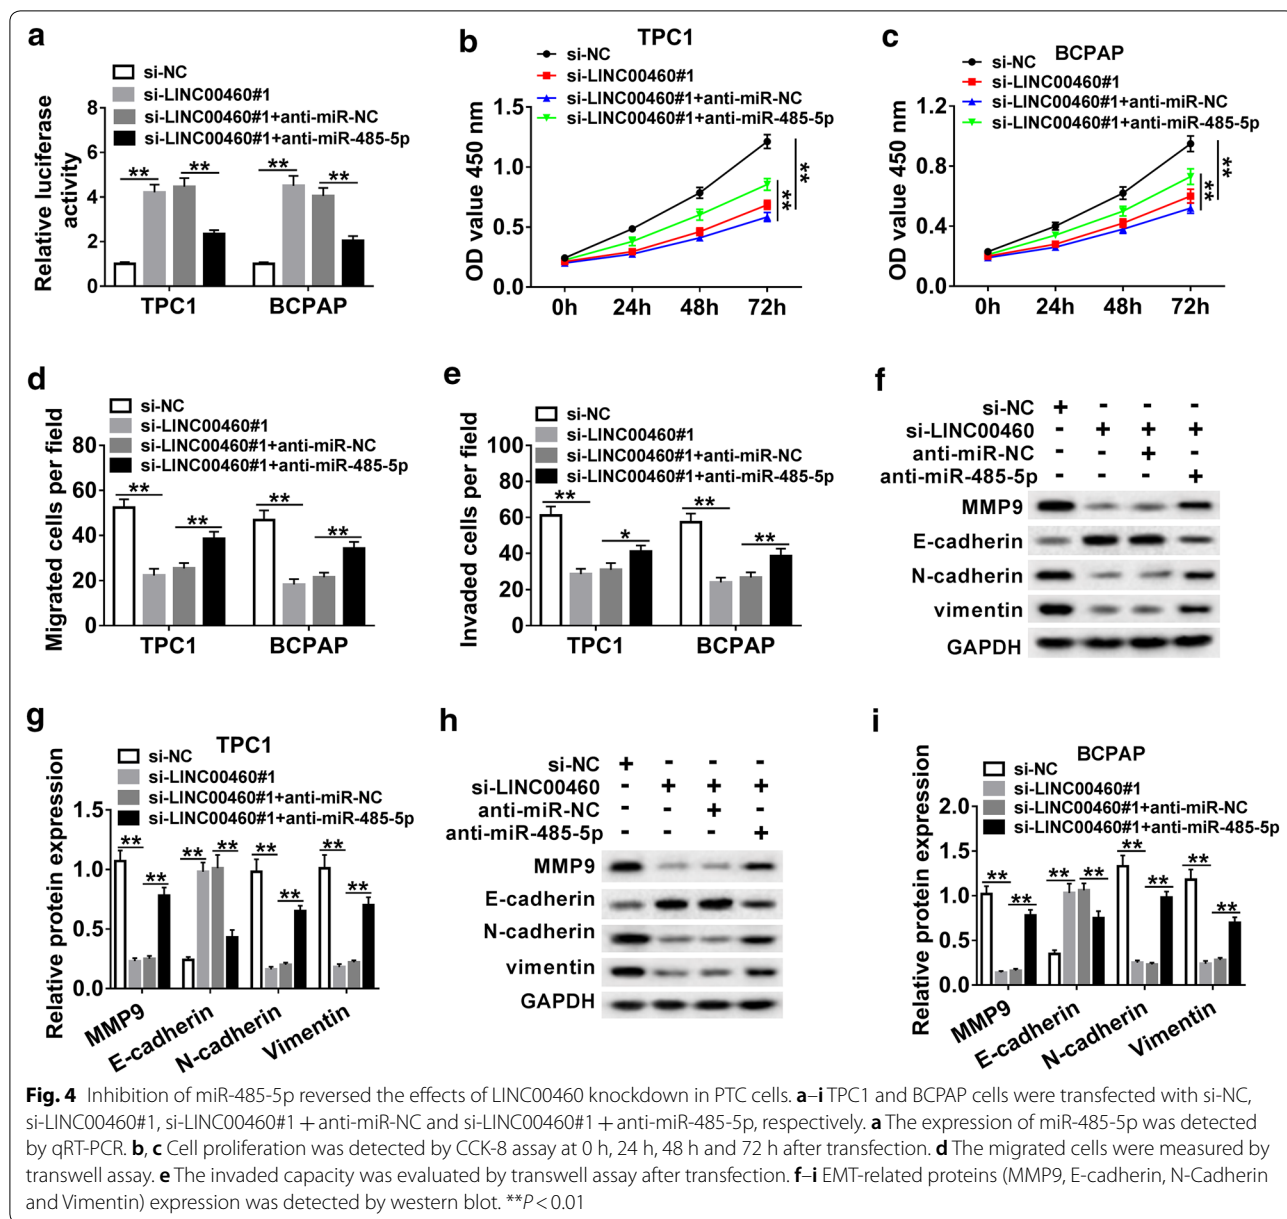 a
si-NC
si-LINC00460#1
si-LINC00460#1+anti-miR-NC
si-LINC00460#1+anti-miR-485-5p
Relative luciferase
activity
8
6
4
2
0
** ** ** **
TPC1 BCPAP
b
TPC1
si-NC
si-LINC00460#1
si-LINC00460#1+anti-miR-NC
si-LINC00460#1+anti-miR-485-5p
OD value 450 nm
1.5
1.0
0.5
0.0
**
**
0h 24h 48h 72h
c
BCPAP
si-NC
si-LINC00460#1
si-LINC00460#1+anti-miR-NC
si-LINC00460#1+anti-miR-485-5p
OD value 450 nm
1.2
0.8
0.4
0.0
**
**
0h 24h 48h 72h
d
si-NC
si-LINC00460#1
si-LINC00460#1+anti-miR-NC
si-LINC00460#1+anti-miR-485-5p
Migrated cells per field
80
60
40
20
0
** ** ** **
TPC1 BCPAP
e
si-NC
si-LINC00460#1
si-LINC00460#1+anti-miR-NC
si-LINC00460#1+anti-miR-485-5p
Invaded cells per field
100
80
60
40
20
0
** * ** **
TPC1 BCPAP
f
si-NC + - - -
si-LINC00460 - + + +
anti-miR-NC - - + -
anti-miR-485-5p - - - +
MMP9
E-cadherin
N-cadherin
vimentin
GAPDH
g
TPC1
si-NC
si-LINC00460#1
si-LINC00460#1+anti-miR-NC
si-LINC00460#1+anti-miR-485-5p
Relative protein expression
1.5
1.0
0.5
0.0
** ** ** ** ** ** ** **
MMP9 E-cadherin N-cadherin Vimentin
h
si-NC + - - -
si-LINC00460 - + + +
anti-miR-NC - - + -
anti-miR-485-5p - - - +
MMP9
E-cadherin
N-cadherin
vimentin
GAPDH
i
BCPAP
si-NC
si-LINC00460#1
si-LINC00460#1+anti-miR-NC
si-LINC00460#1+anti-miR-485-5p
Relative protein expression
2.0
1.5
1.0
0.5
0.0
** ** ** ** ** ** ** **
MMP9 E-cadherin N-cadherin Vimentin
Fig. 4 Inhibition of miR-485-5p reversed the effects of LINC00460 knockdown in PTC cells. a–i TPC1 and BCPAP cells were transfected with si-NC,
si-LINC00460#1, si-LINC00460#1 + anti-miR-NC and si-LINC00460#1 + anti-miR-485-5p, respectively. a The expression of miR-485-5p was detected
by qRT-PCR. b, c Cell proliferation was detected by CCK-8 assay at 0 h, 24 h, 48 h and 72 h after transfection. d The migrated cells were measured by
transwell assay. e The invaded capacity was evaluated by transwell assay after transfection. f–i EMT-related proteins (MMP9, E-cadherin, N-Cadherin
and Vimentin) expression was detected by western blot. **P < 0.01